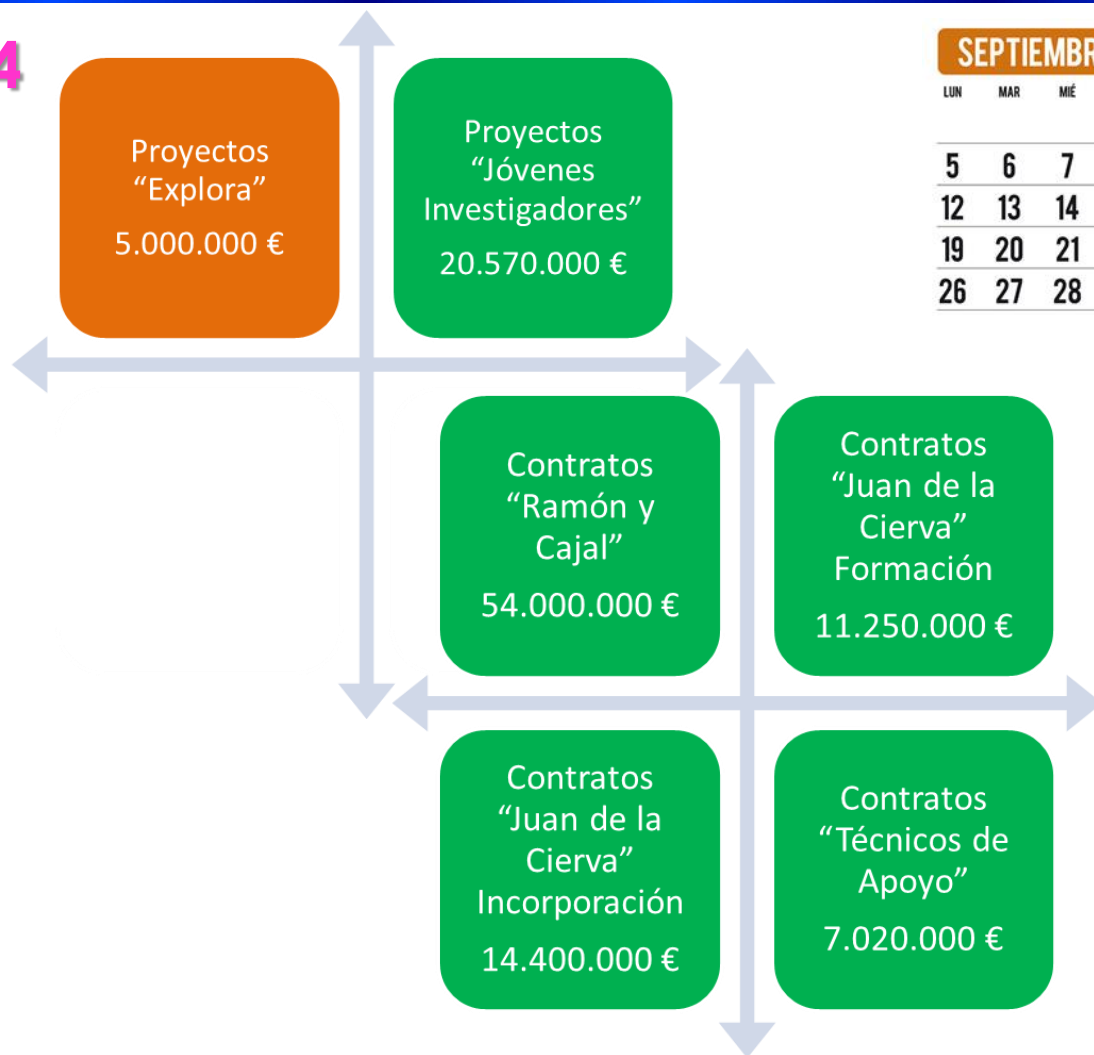 4
Proyectos
“Explora”
5.000.000 €
Proyectos
“Jóvenes
Investigadores”
20.570.000 €
SEPTIEMBR
LUN MAR MIÉ
5 6 7
12 13 14
19 20 21
26 27 28
Contratos
“Ramón y
Cajal”
54.000.000 €
Contratos
“Juan de la
Cierva”
Formación
11.250.000 €
Contratos
“Juan de la
Cierva”
Incorporación
14.400.000 €
Contratos
“Técnicos de
Apoyo”
7.020.000 €